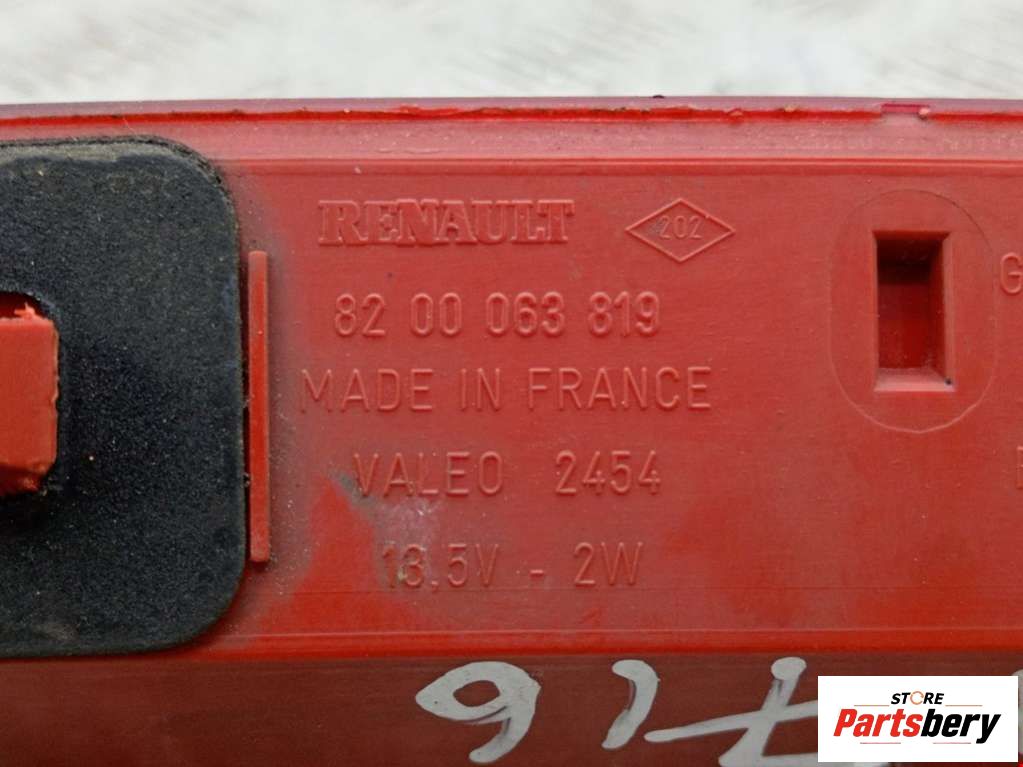 RENAULT 202
82 00 063 819
MADE IN FRANCE
VALEO 2454
13,5V - 2W
STORE
Partsbery